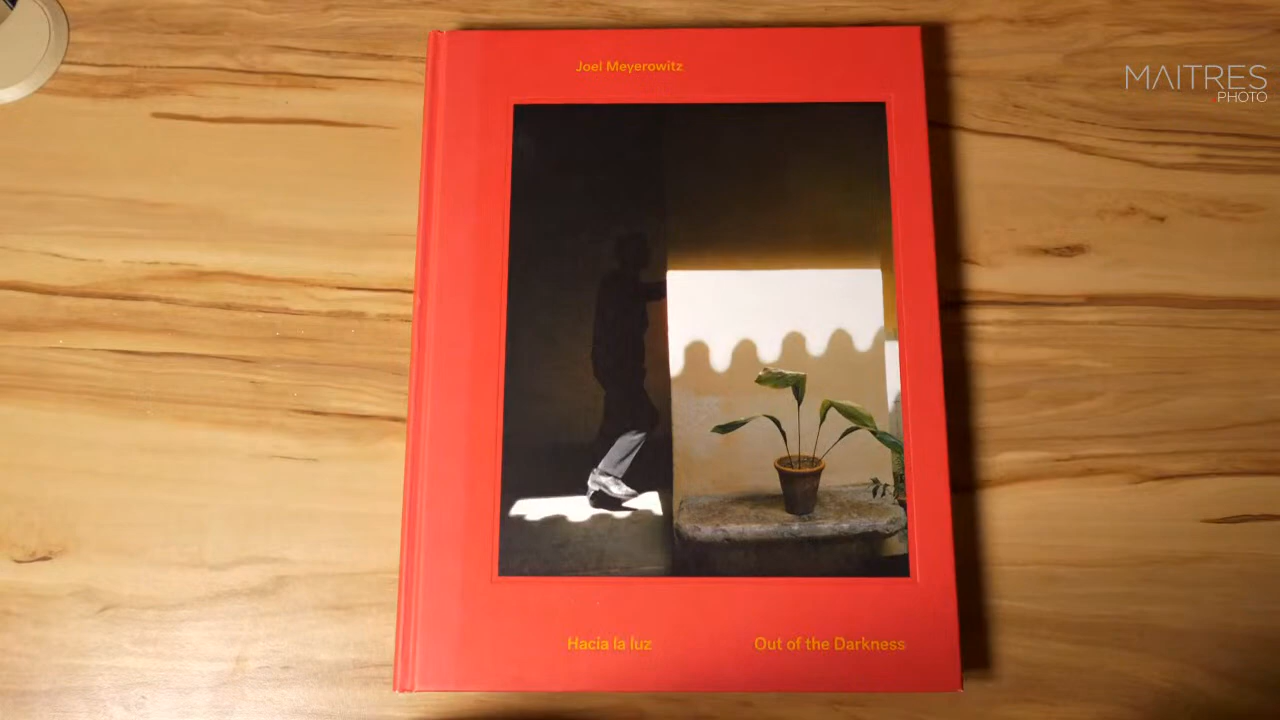 Joel Meyerowitz
MAITRES
.PHOTO
Hacia la luz
Out of the Darkness